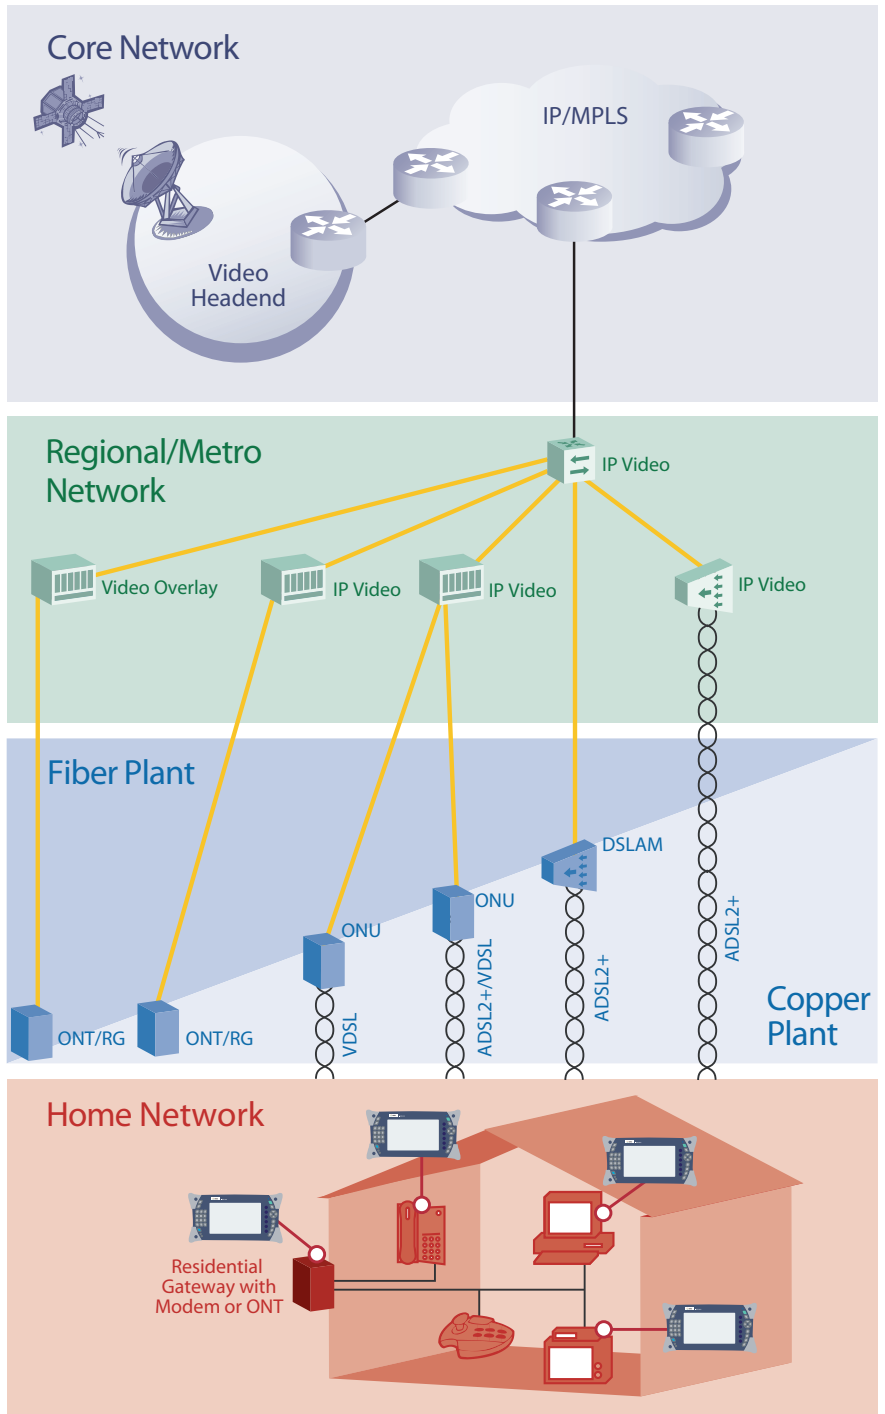 Core Network
IP/MPLS
Video
Headend
Regional/Metro
Network
IP Video
Video Overlay
IP Video
IP Video
IP Video
Fiber Plant
DSLAM
ONU
ONU
ADSL2+
ADSL2+
ADSL2+/VDSL
VDSL
ONT/RG
ONT/RG
Copper
Plant
Home Network
Residential
Gateway with
Modem or ONT